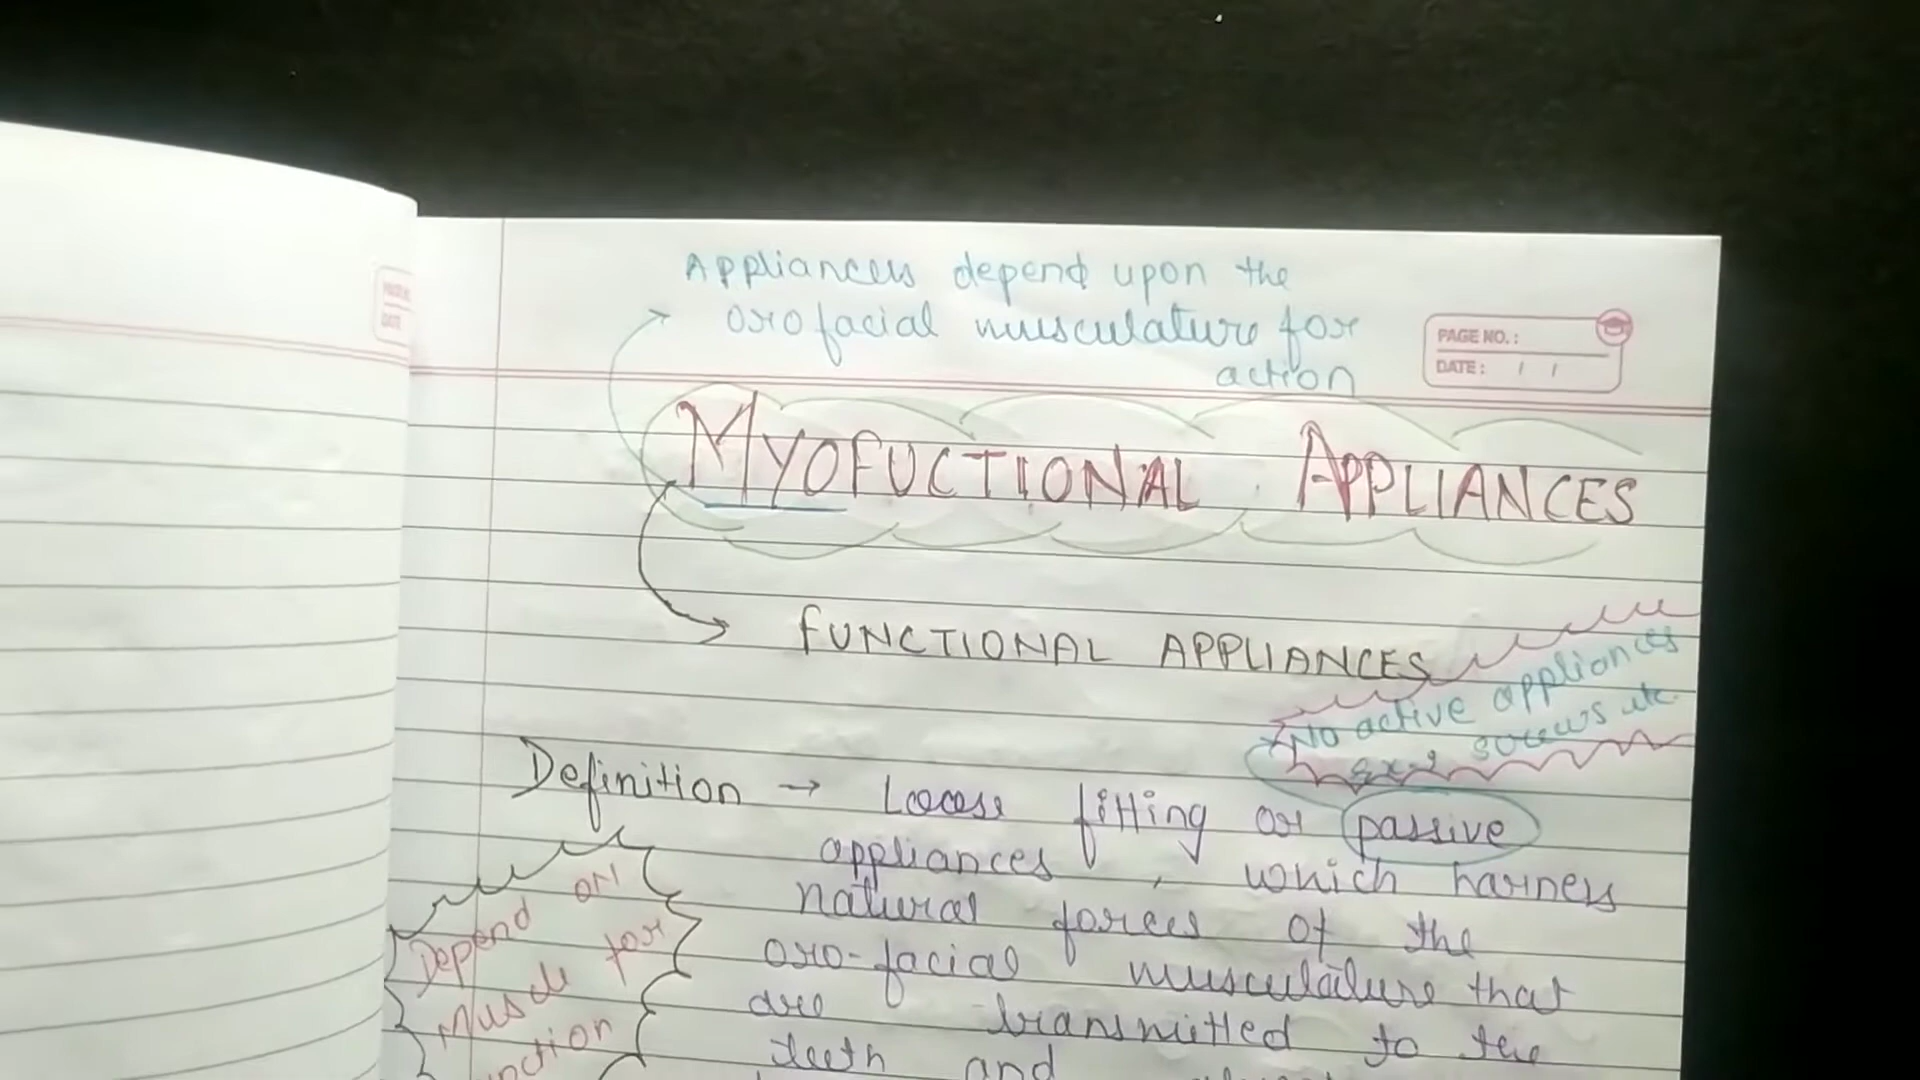 Appliances depend upon the
orofacial musculature for
action
PAGE NO.:
DATE: / /
MYOFUCTIONAL APPLIANCES
FUNCTIONAL APPLIANCES
No active appliances
screws etc.
Definition → Loose fitting or passive
appliances, which harness
natural forces of the
oro-facial musculature that
are transmitted to the
teeth and
Depend ON
Muscle for
nction
DATE